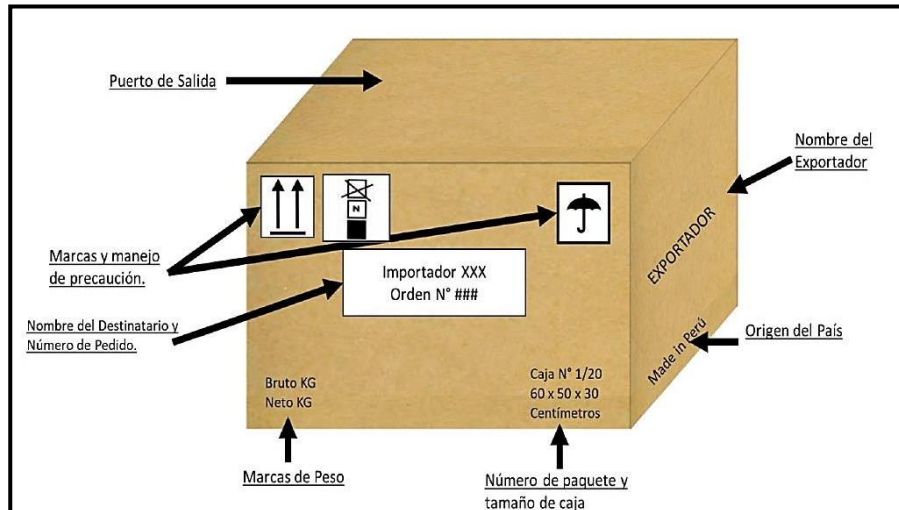 Puerto de Salida
Nombre del
Exportador
N
Marcas y manejo
de precaución.
Importador XXX
Orden N° ###
EXPORTADOR
Nombre del Destinatario y
Número de Pedido.
Made in Perú
Origen del País
Bruto KG
Neto KG
Caja N° 1/20
60 x 50 x 30
Centímetros
Marcas de Peso
Número de paquete y
tamaño de caja